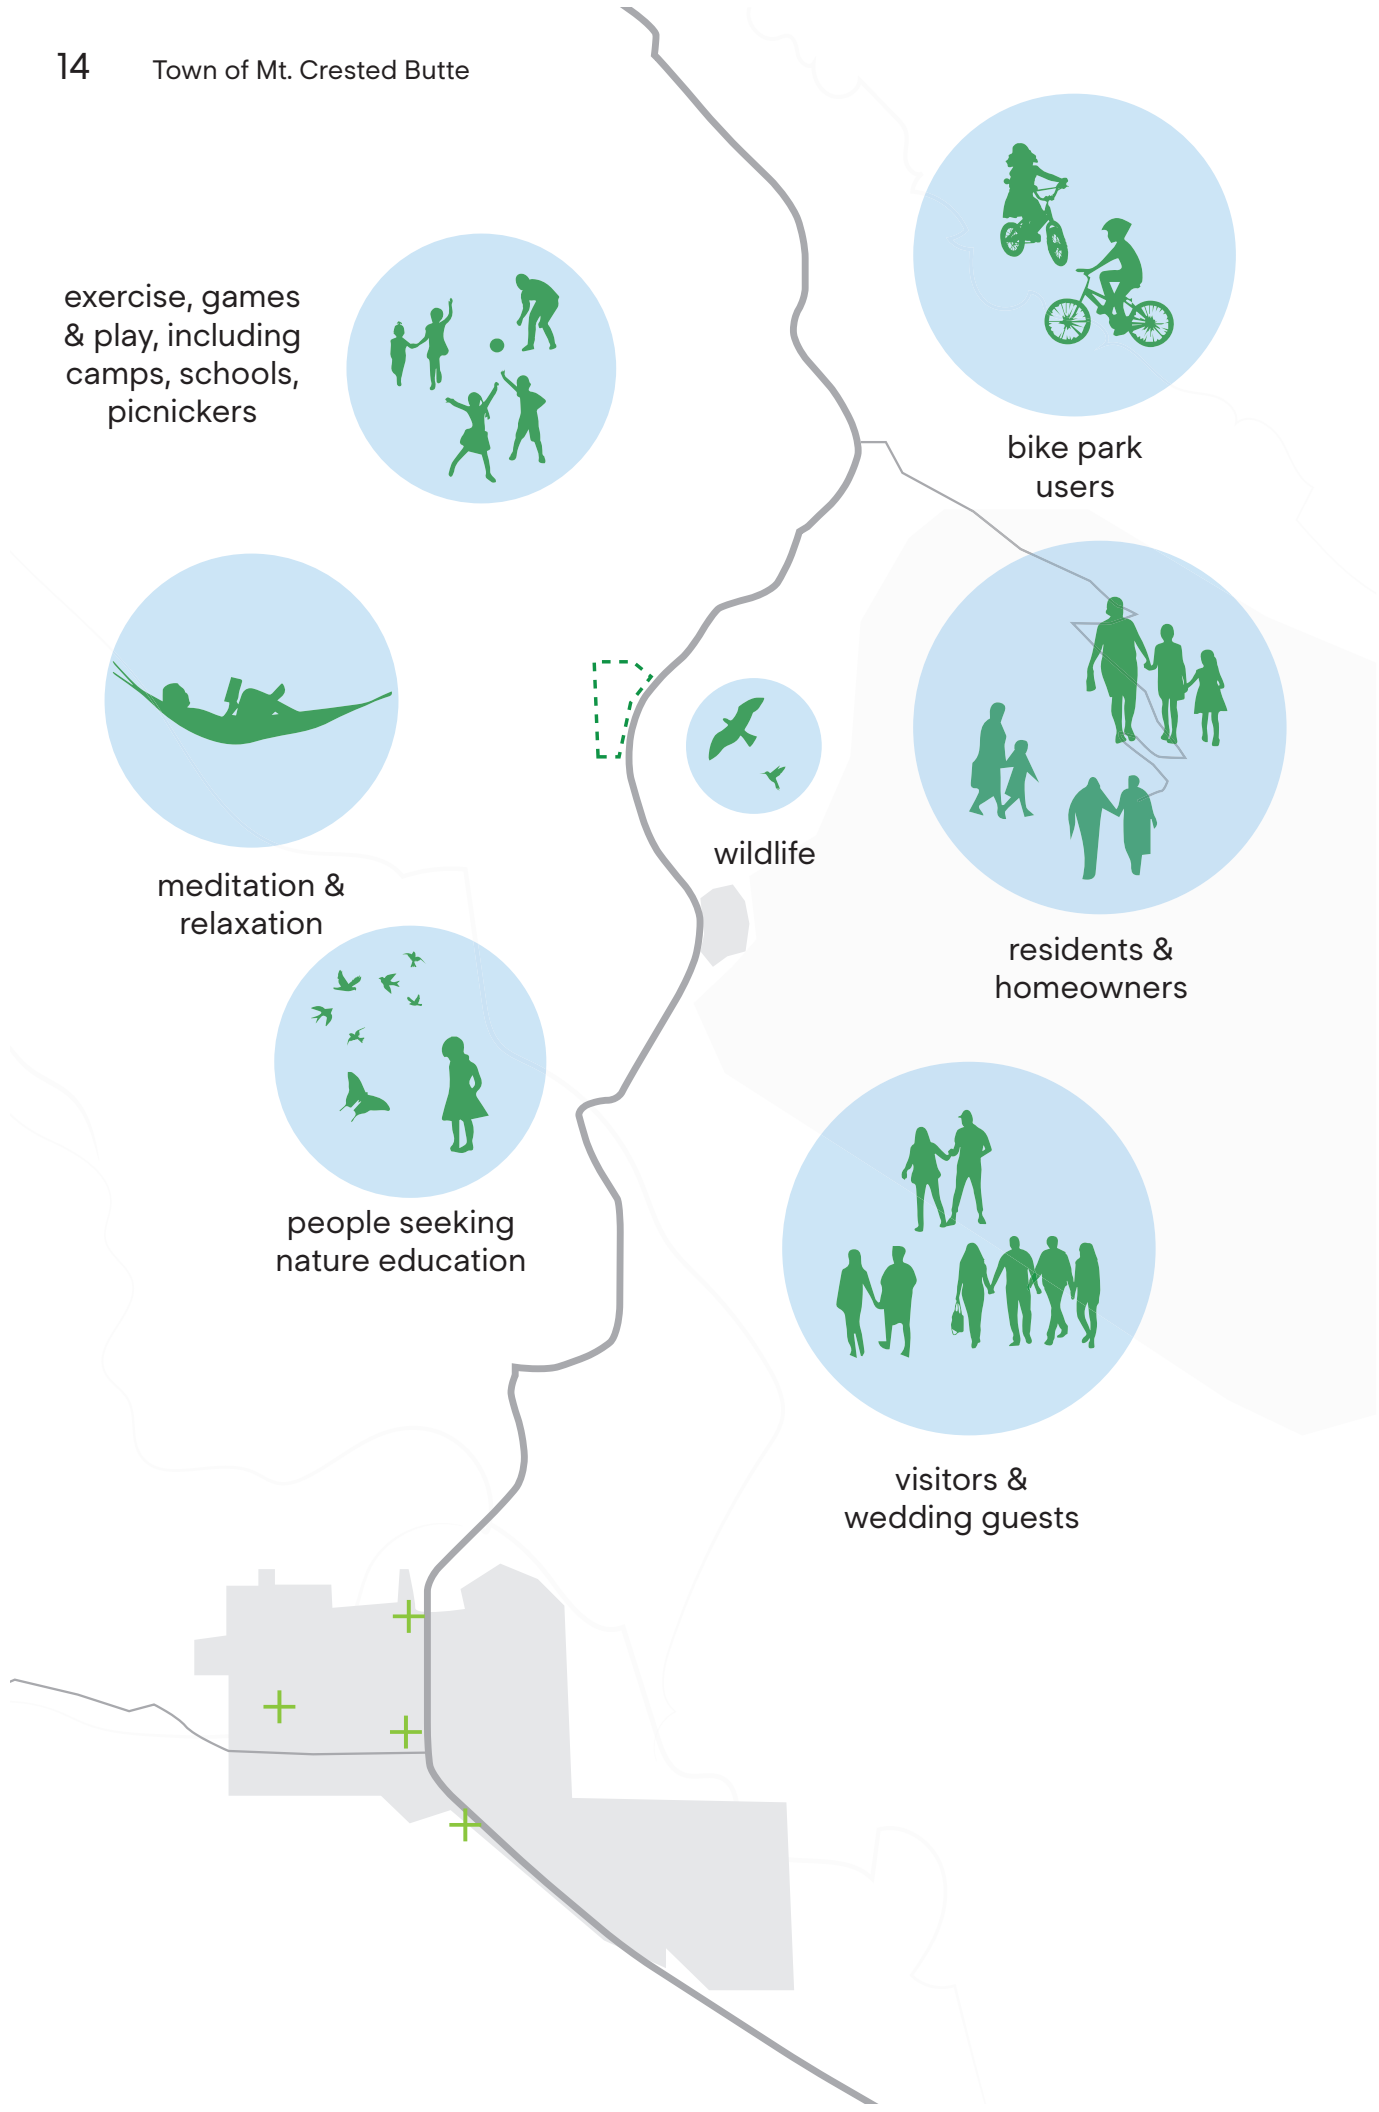 14
Town of Mt. Crested Butte
exercise, games
& play, including
camps, schools,
picnickers
bike park
users
meditation &
relaxation
wildlife
residents &
homeowners
people seeking
nature education
visitors &
wedding guests